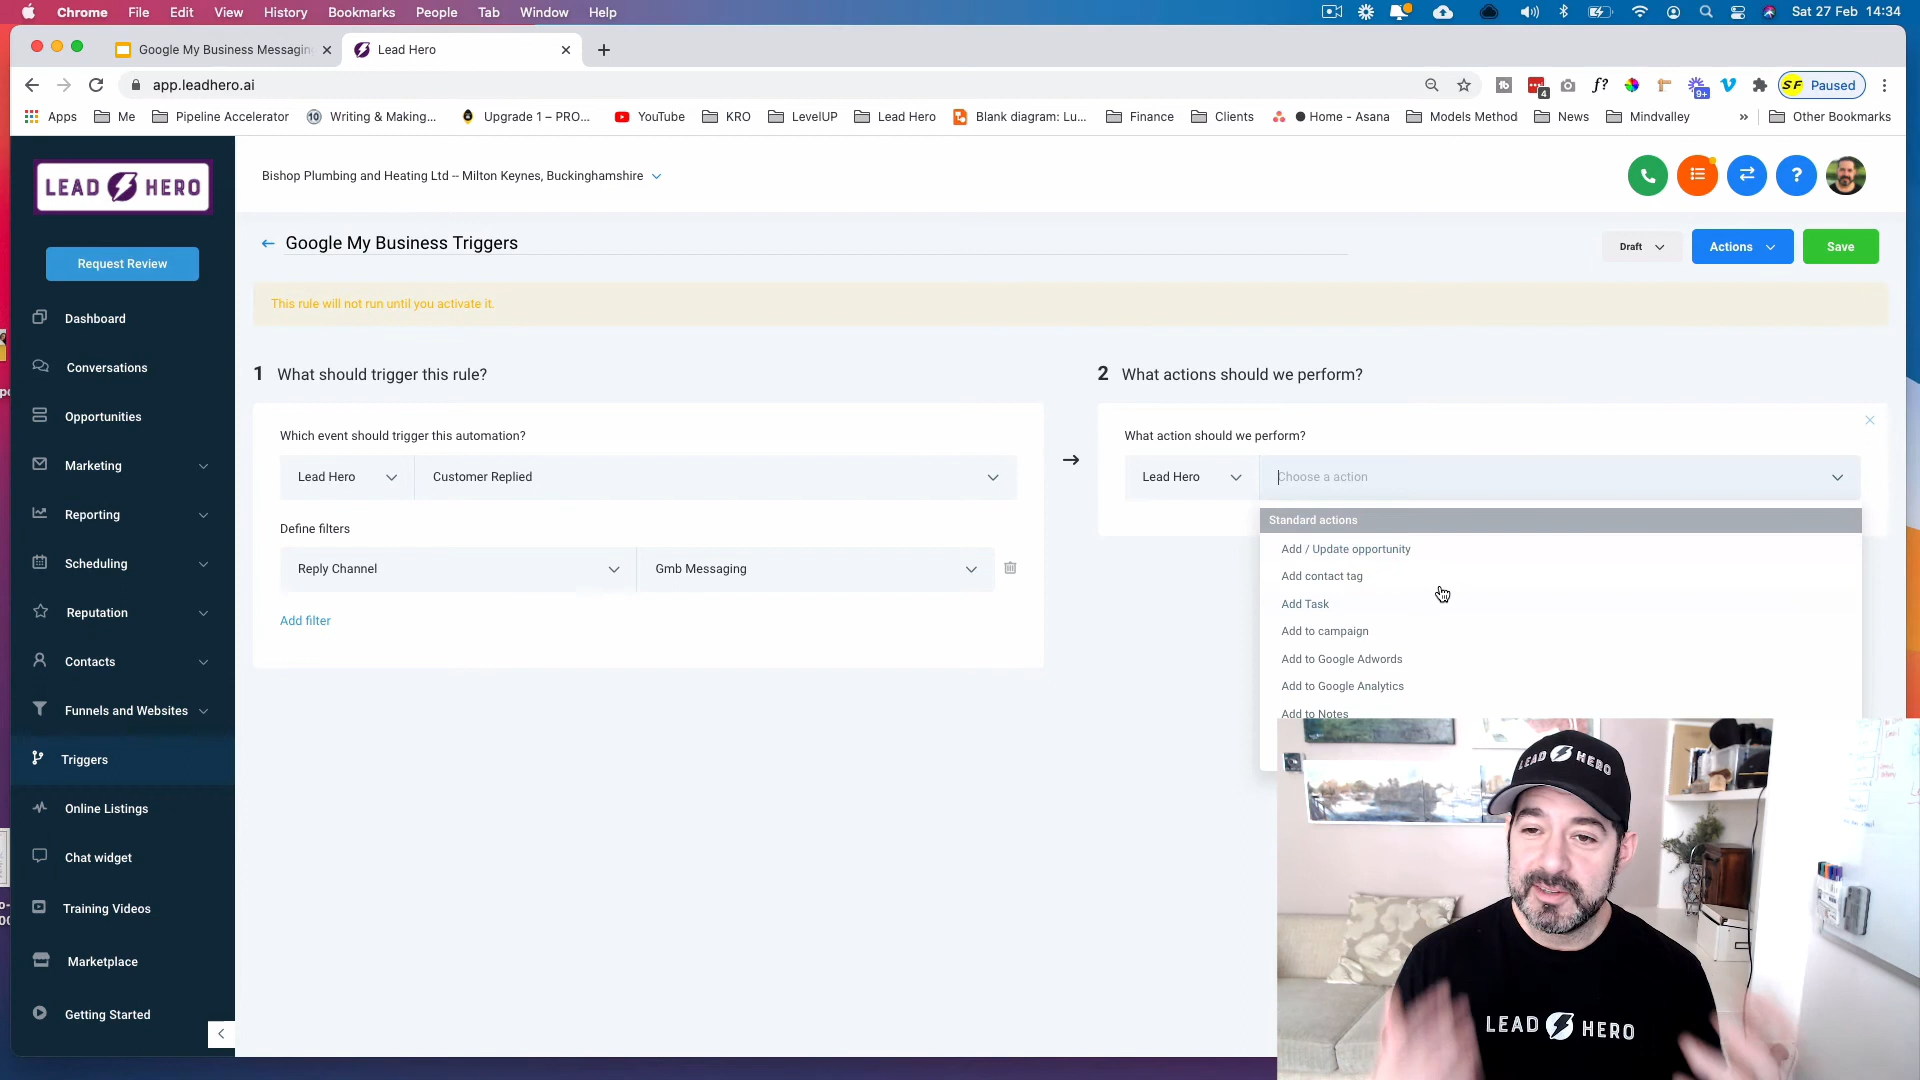 Chrome File Edit View History Bookmarks People Tab Window Help
Sat 27 Feb 14:34
Google My Business Messagin
Lead Hero
app.leadhero.ai
4
f?
9+
SF Paused
Apps
Me
Pipeline Accelerator
10 Writing & Making...
Upgrade 1 – PRO...
YouTube
KRO
LevelUP
Lead Hero
Blank diagram: Lu...
Finance
Clients
Home - Asana
Models Method
News
Mindvalley
»
Other Bookmarks
LEAD HERO
Request Review
Dashboard
Conversations
Opportunities
Marketing
Reporting
Scheduling
Reputation
Contacts
Funnels and Websites
Triggers
Online Listings
Chat widget
Training Videos
Marketplace
Getting Started
Bishop Plumbing and Heating Ltd -- Milton Keynes, Buckinghamshire
?
Google My Business Triggers
Draft
Actions
Save
This rule will not run until you activate it.
1 What should trigger this rule?
Which event should trigger this automation?
Lead Hero
Customer Replied
Define filters
Reply Channel
Gmb Messaging
Add filter
2 What actions should we perform?
What action should we perform?
Lead Hero
Choose a action
Standard actions
Add / Update opportunity
Add contact tag
Add Task
Add to campaign
Add to Google Adwords
Add to Google Analytics
Add to Notes
LEAD HERO
LEAD HERO